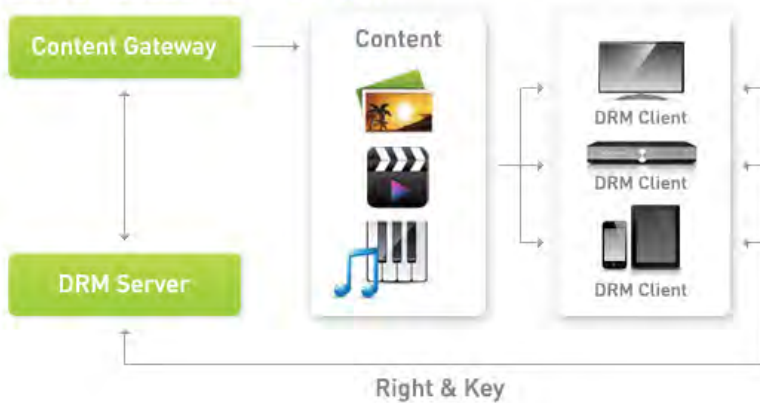 Content Gateway
Content
DRM Client
DRM Client
DRM Server
DRM Client
Right & Key